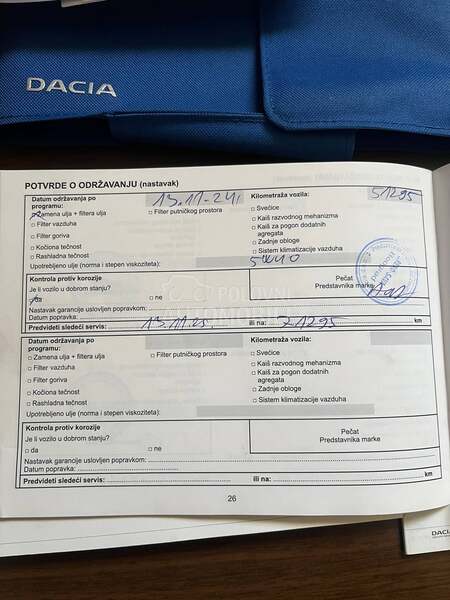 DACIA
POTVRDE O ODRŽAVANJU (nastavak)
Datum održavanja po programu: 13.11-24. Kilometraža vozila: 51295
Zamena ulja + filtera ulja □ Filter putničkog prostora □ Svećice
□ Filter vazduha □ Kaiš razvodnog mehanizma
□ Filter goriva □ Kaiš za pogon dodatnih agregata
□ Kočiona tečnost □ Zadnje obloge
□ Rashladna tečnost □ Sistem klimatizacije vazduha
Upotrebljeno ulje (norma i stepen viskoziteta): 5W40
Kontrola protiv korozije Pečat
Je li vozilo u dobrom stanju? Predstavnika marke
da □ ne
Nastavak garancije uslovljen popravkom:
Datum popravka:
Predvideti sledeći servis: 13.11.25. ili na: 71295 km
POLOVNI AUTOMOBILI
Datum održavanja po programu: Kilometraža vozila:
□ Zamena ulja + filtera ulja □ Filter putničkog prostora □ Svećice
□ Filter vazduha □ Kaiš razvodnog mehanizma
□ Filter goriva □ Kaiš za pogon dodatnih agregata
□ Kočiona tečnost □ Zadnje obloge
□ Rashladna tečnost □ Sistem klimatizacije vazduha
Upotrebljeno ulje (norma i stepen viskoziteta):
Kontrola protiv korozije Pečat
Je li vozilo u dobrom stanju? Predstavnika marke
□ da □ ne
Nastavak garancije uslovljen popravkom:
Datum popravka:
Predvideti sledeći servis: ili na: km
26